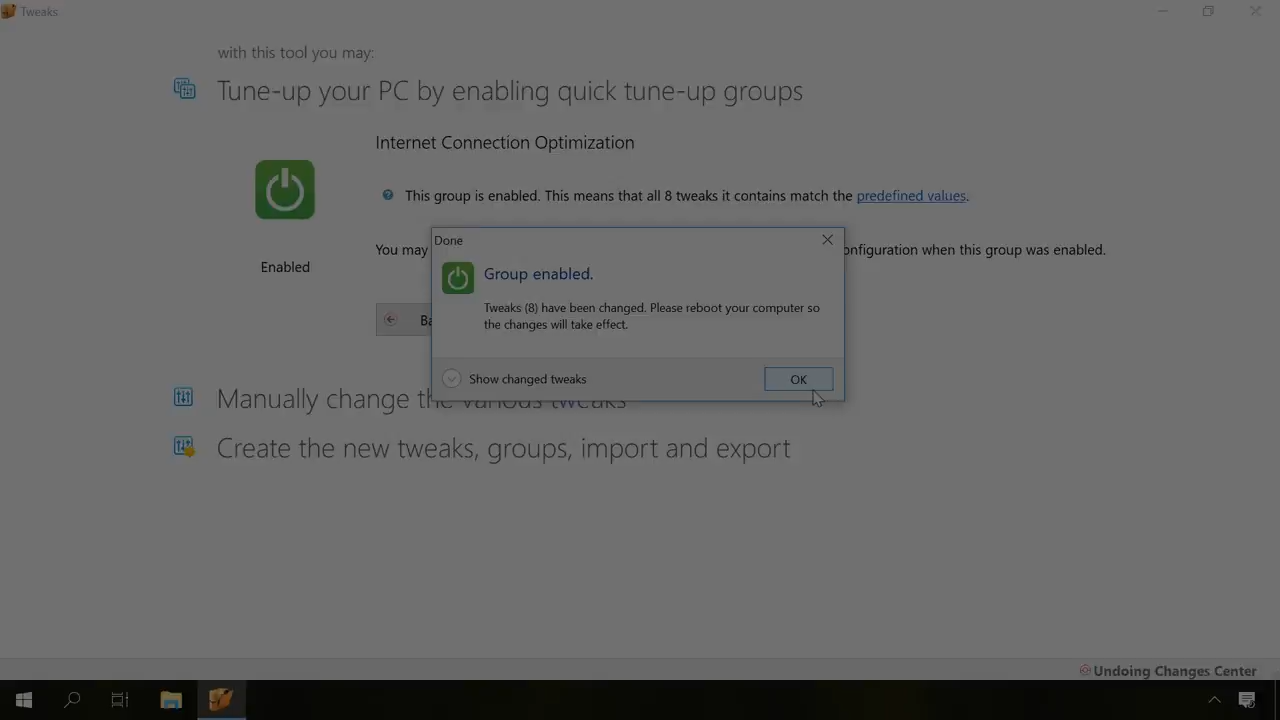 Tweaks
with this tool you may:
Tune-up your PC by enabling quick tune-up groups
Internet Connection Optimization
This group is enabled. This means that all 8 tweaks it contains match the predefined values.
You may
onfiguration when this group was enabled.
Enabled
Done
Group enabled.
Tweaks (8) have been changed. Please reboot your computer so
the changes will take effect.
Ba
Show changed tweaks
OK
Manually change the various tweaks
Create the new tweaks, groups, import and export
Undoing Changes Center